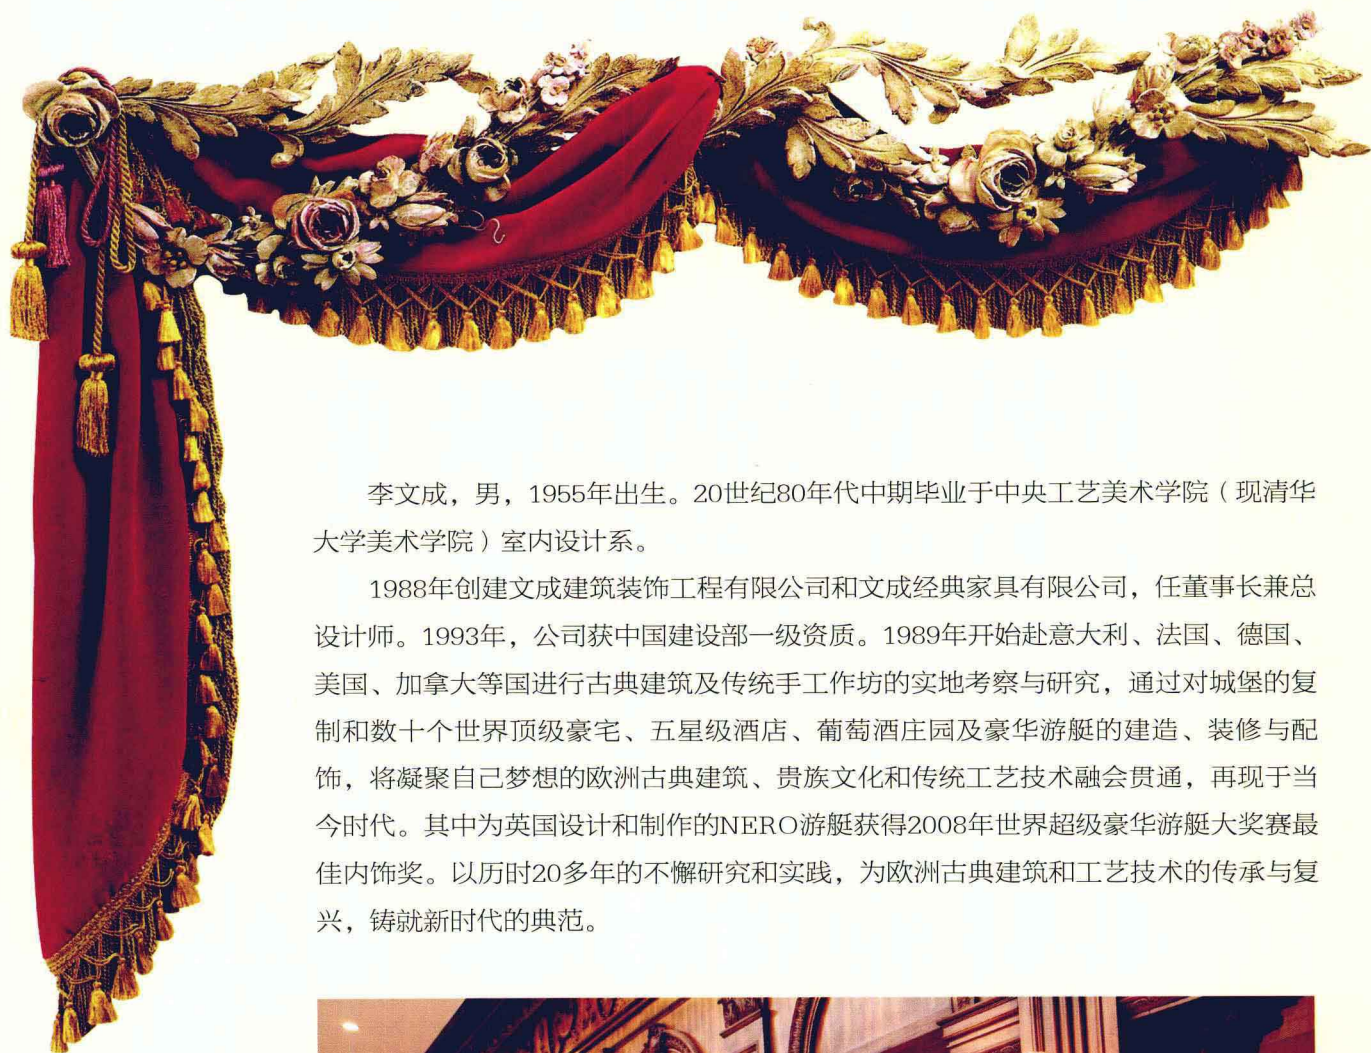 李文成，男，1955年出生。20世纪80年代中期毕业于中央工艺美术学院（现清华
大学美术学院）室内设计系。
1988年创建文成建筑装饰工程有限公司和文成经典家具有限公司，任董事长兼总
设计师。1993年，公司获中国建设部一级资质。1989年开始赴意大利、法国、德国、
美国、加拿大等国进行古典建筑及传统手工作坊的实地考察与研究，通过对城堡的复
制和数十个世界顶级豪宅、五星级酒店、葡萄酒庄园及豪华游艇的建造、装修与配
饰，将凝聚自己梦想的欧洲古典建筑、贵族文化和传统工艺技术融会贯通，再现于当
今时代。其中为英国设计和制作的NERO游艇获得2008年世界超级豪华游艇大奖赛最
佳内饰奖。以历时20多年的不懈研究和实践，为欧洲古典建筑和工艺技术的传承与复
兴，铸就新时代的典范。